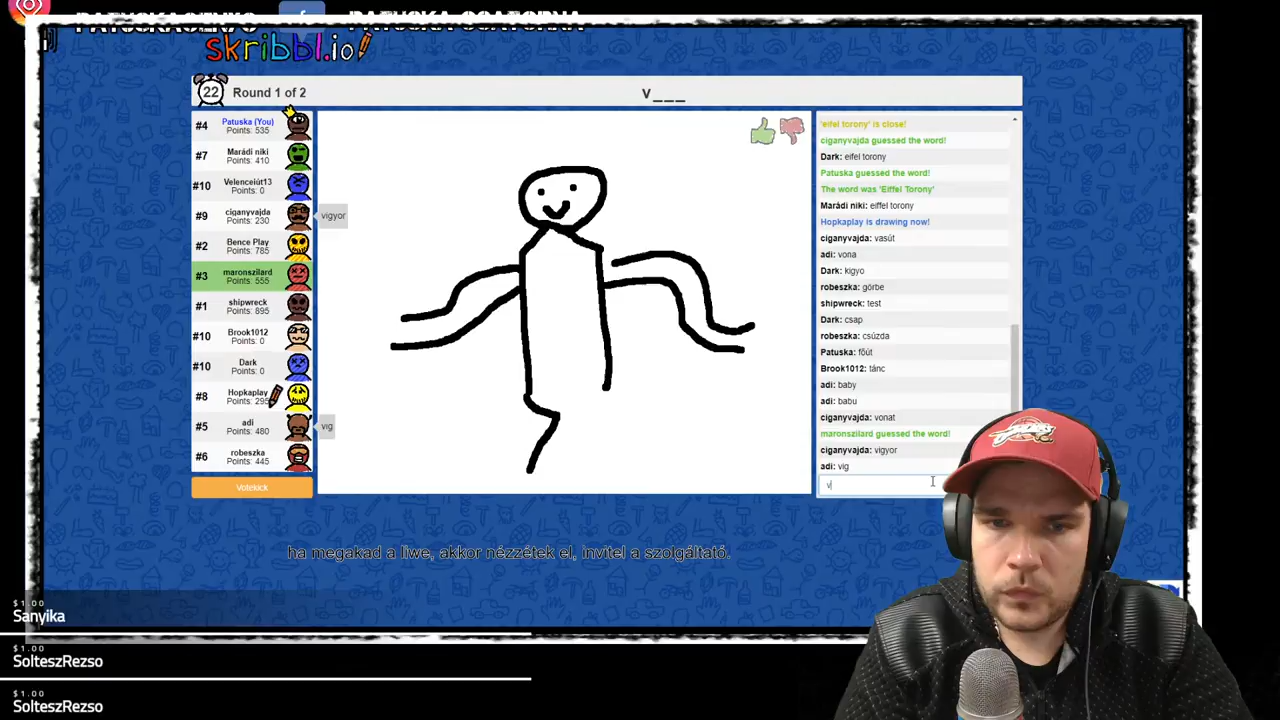 PATUSKAGENIO
PATUSKA CSATORNA
skribbl.io
22
Round 1 of 2
v___
#4
Patuska (You)
Points: 535
#7
Marádi niki
Points: 410
#10
Velenceiút13
Points: 0
#9
ciganyvajda
Points: 230
vigyor
#2
Bence Play
Points: 785
#3
maronszilard
Points: 555
#1
shipwreck
Points: 895
#10
Brook1012
Points: 0
#10
Dark
Points: 0
#8
Hopkaplay
Points: 295
#5
adi
Points: 480
vig
#6
robeszka
Points: 445
Votekick
'eifel torony' is close!
ciganyvajda guessed the word!
Dark: eifel torony
Patuska guessed the word!
The word was 'Eiffel Torony'
Marádi niki: eiffel torony
Hopkaplay is drawing now!
ciganyvajda: vasút
adi: vona
Dark: kigyo
robeszka: görbe
shipwreck: test
Dark: csap
robeszka: csúzda
Patuska: főút
Brook1012: tánc
adi: baby
adi: babu
ciganyvajda: vonat
maronszilard guessed the word!
ciganyvajda: vigyor
adi: vig
v
ha megakad a liwe, akkor nézzétek el, invitel a szolgáltató.
$1.00
Sanyika
$1.00
SolteszRezso
$1.00
SolteszRezso